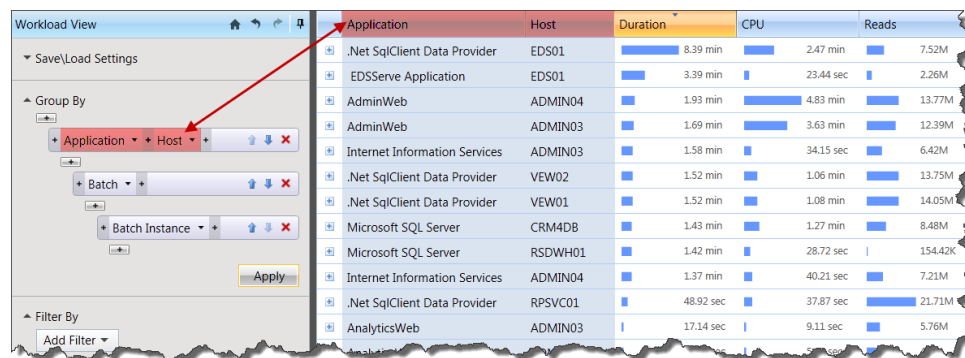 Workload View
Save\Load Settings
Group By
Application + Host +
Batch +
Batch Instance +
Apply
Filter By
Add Filter
Application Host Duration CPU Reads
.Net SqlClient Data Provider EDS01 8.39 min 2.47 min 7.52M
EDSServe Application EDS01 3.39 min 23.44 sec 2.26M
AdminWeb ADMIN04 1.93 min 4.83 min 13.77M
AdminWeb ADMIN03 1.69 min 3.63 min 12.39M
Internet Information Services ADMIN03 1.58 min 34.15 sec 6.42M
.Net SqlClient Data Provider VEW02 1.52 min 1.06 min 13.75M
.Net SqlClient Data Provider VEW01 1.52 min 1.08 min 14.05M
Microsoft SQL Server CRM4DB 1.43 min 1.27 min 8.48M
Microsoft SQL Server RSDWH01 1.42 min 28.72 sec 154.42K
Internet Information Services ADMIN04 1.37 min 40.21 sec 7.21M
.Net SqlClient Data Provider RPSVC01 48.92 sec 37.87 sec 21.71M
AnalyticsWeb ADMIN03 17.14 sec 9.11 sec 5.76M